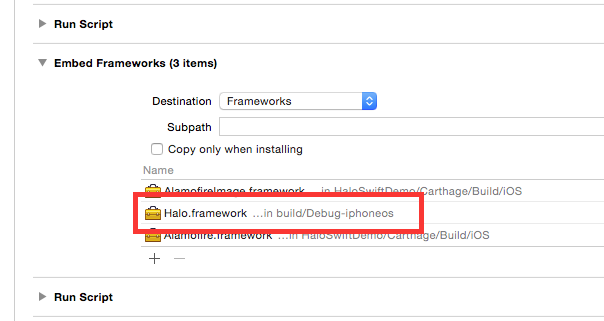 Run Script
Embed Frameworks (3 items)
Destination Frameworks
Subpath
Copy only when installing
Name
AlamofireImage.framework ...in HaloSwiftDemo/Carthage/Build/iOS
Halo.framework ...in build/Debug-iphoneos
Alamofire.framework ...in HaloSwiftDemo/Carthage/Build/iOS
+ −
Run Script